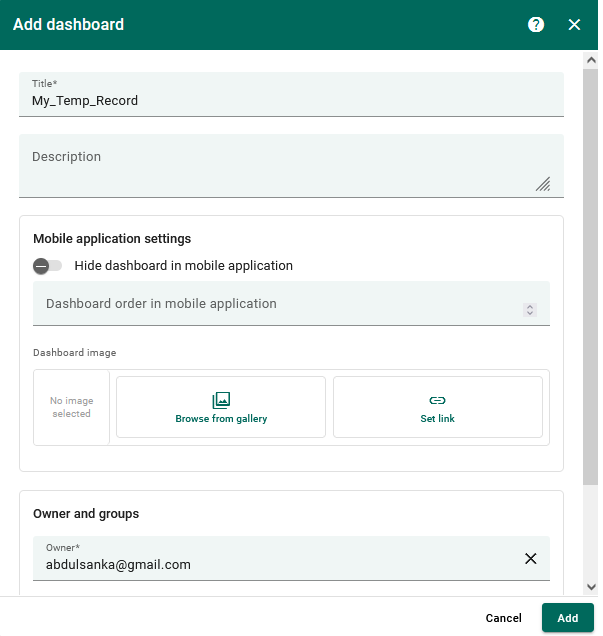 Add dashboard
?
Title*
My_Temp_Record
Description
Mobile application settings
Hide dashboard in mobile application
Dashboard order in mobile application
Dashboard image
No image
selected
Browse from gallery
Set link
Owner and groups
Owner*
abdulsanka@gmail.com
Cancel
Add